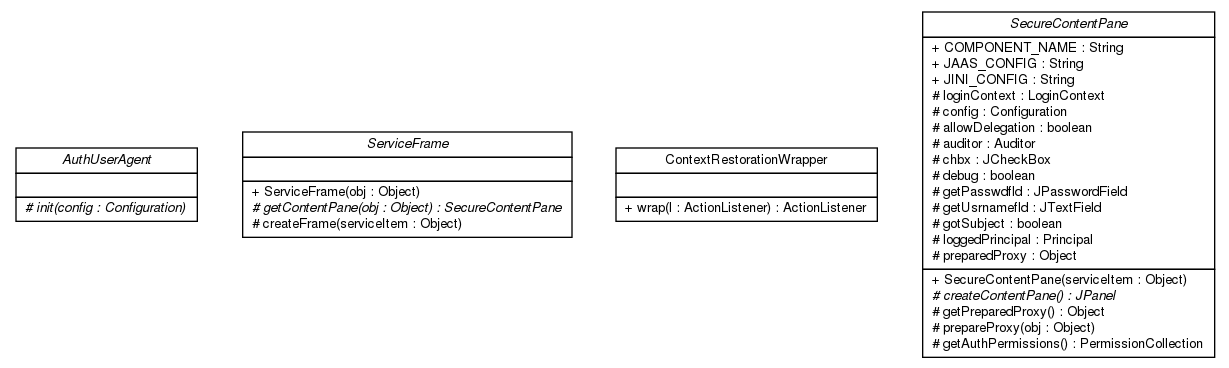 AuthUserAgent
# init(config : Configuration)
ServiceFrame
+ ServiceFrame(obj : Object)
# getContentPane(obj : Object) : SecureContentPane
# createFrame(serviceItem : Object)
ContextRestorationWrapper
+ wrap(l : ActionListener) : ActionListener
SecureContentPane
+ COMPONENT_NAME : String
+ JAAS_CONFIG : String
+ JINI_CONFIG : String
# loginContext : LoginContext
# config : Configuration
# allowDelegation : boolean
# auditor : Auditor
# chbx : JCheckBox
# debug : boolean
# getPasswdfld : JPasswordField
# getUsrnamefld : JTextField
# gotSubject : boolean
# loggedPrincipal : Principal
# preparedProxy : Object
+ SecureContentPane(serviceItem : Object)
# createContentPane() : JPanel
# getPreparedProxy() : Object
# prepareProxy(obj : Object)
# getAuthPermissions() : PermissionCollection